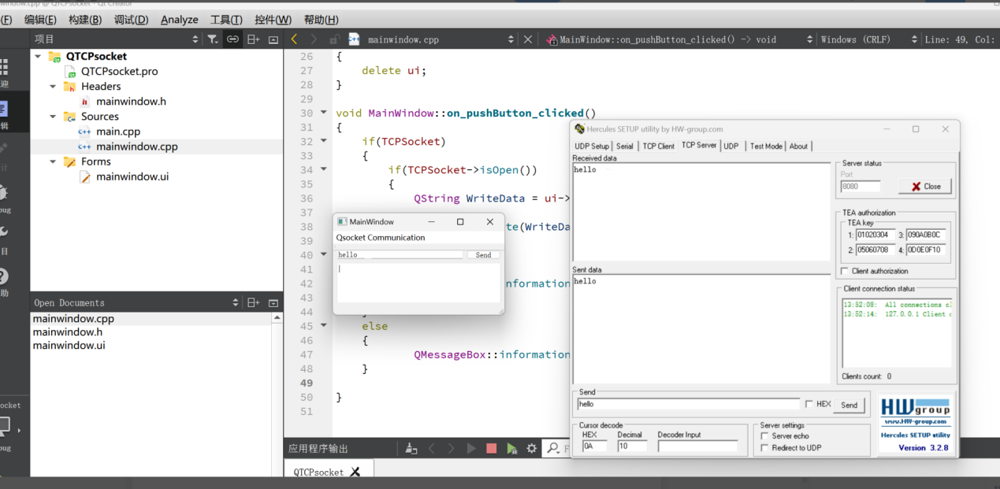 (F) 编辑(E) 构建(B) 调试(D) Analyze 工具(T) 控件(W) 帮助(H)
项目
mainwindow.cpp
MainWindow::on_pushButton_clicked() -> void
Windows (CRLF)
Line: 49, Col:
QTCPsocket
QTCPsocket.pro
Headers
mainwindow.h
Sources
main.cpp
mainwindow.cpp
Forms
mainwindow.ui
Open Documents
mainwindow.cpp
mainwindow.h
mainwindow.ui
26 {
27 delete ui;
28 }
29
30 void MainWindow::on_pushButton_clicked()
31 {
32 if(TCPSocket)
33 {
34 if(TCPSocket->isOpen())
35 {
36 QString WriteData = ui->
37
38 te(WriteDa
39
40
41
42 nformation
43
44
45 else
46 {
47 QMessageBox::information
48 }
49
50 }
51
MainWindow
Qsocket Communication
hello
Send
Hercules SETUP utility by HW-group.com
UDP Setup Serial TCP Client TCP Server UDP Test Mode About
Received data
hello
Sent data
hello
Server status
Port
8080
Close
TEA authorization
TEA key
1: 01020304 3: 090A0B0C
2: 05060708 4: 0D0E0F10
Client authorization
Client connection status
13:52:08: All connections cl
13:52:14: 127.0.0.1 Client c
Clients count: 0
Send
hello
HEX
Send
Cursor decode
HEX Decimal Decoder Input
0A 10
Server settings
Server echo
Redirect to UDP
HW group
www.HW-group.com
Hercules SETUP utility
Version 3.2.8
应用程序输出
QTCPsocket